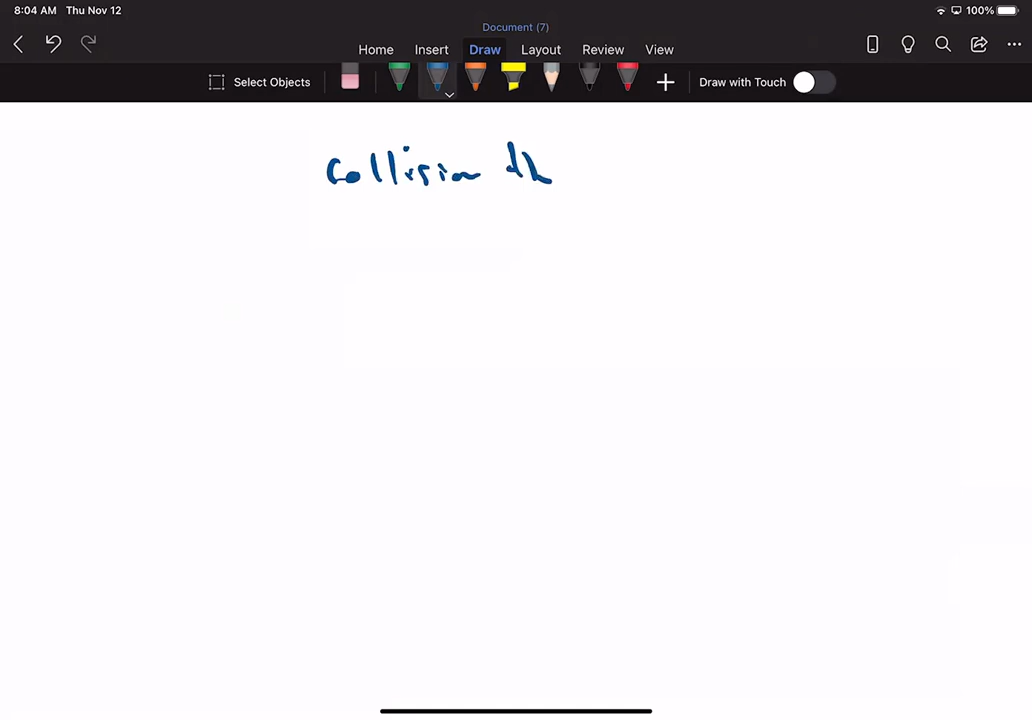 8:04 AM Thu Nov 12 100%
Document (7)
Home Insert Draw Layout Review View
Select Objects Draw with Touch
Collision th